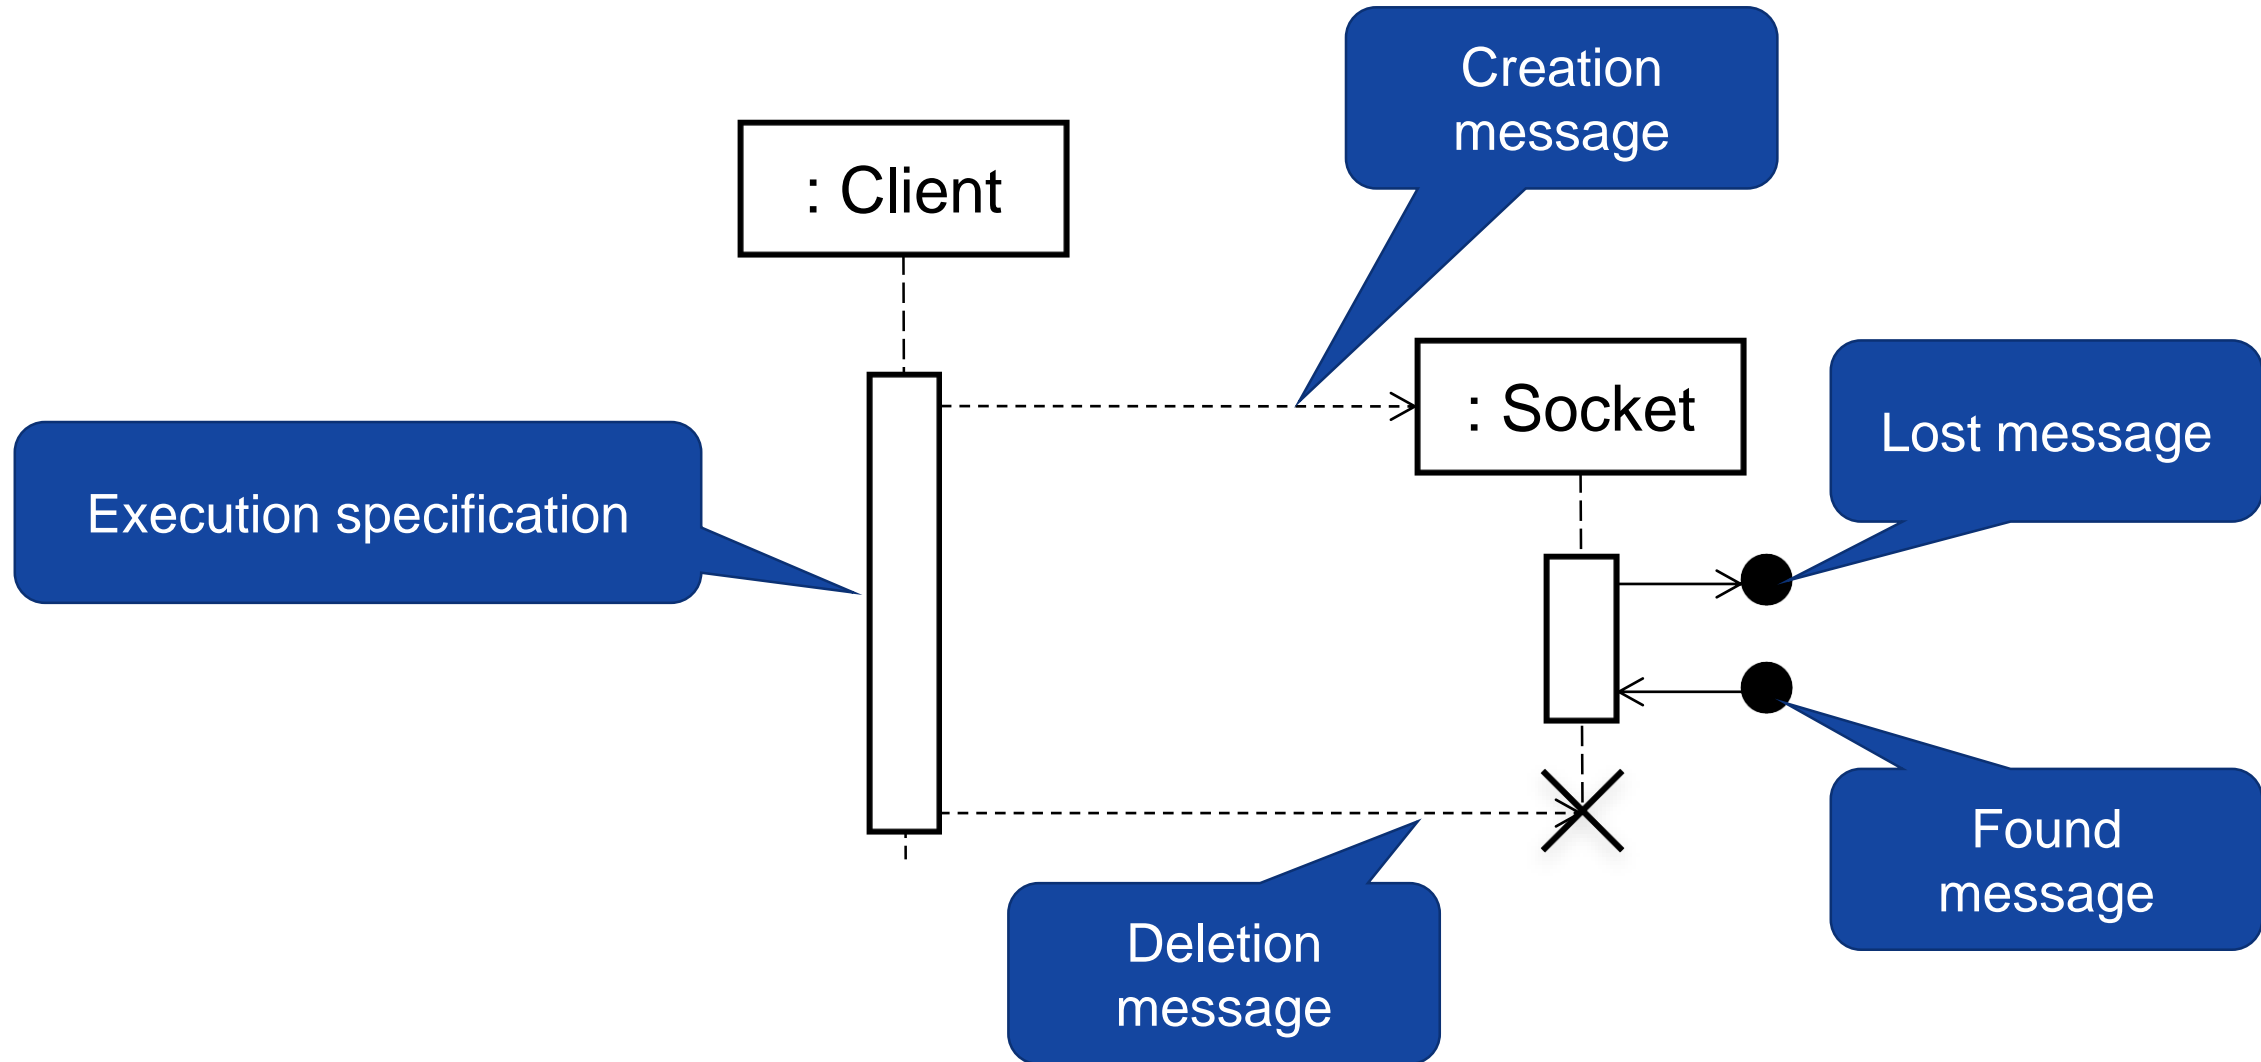 Creation
message
: Client
: Socket
Lost message
Execution specification
Found
message
Deletion
message